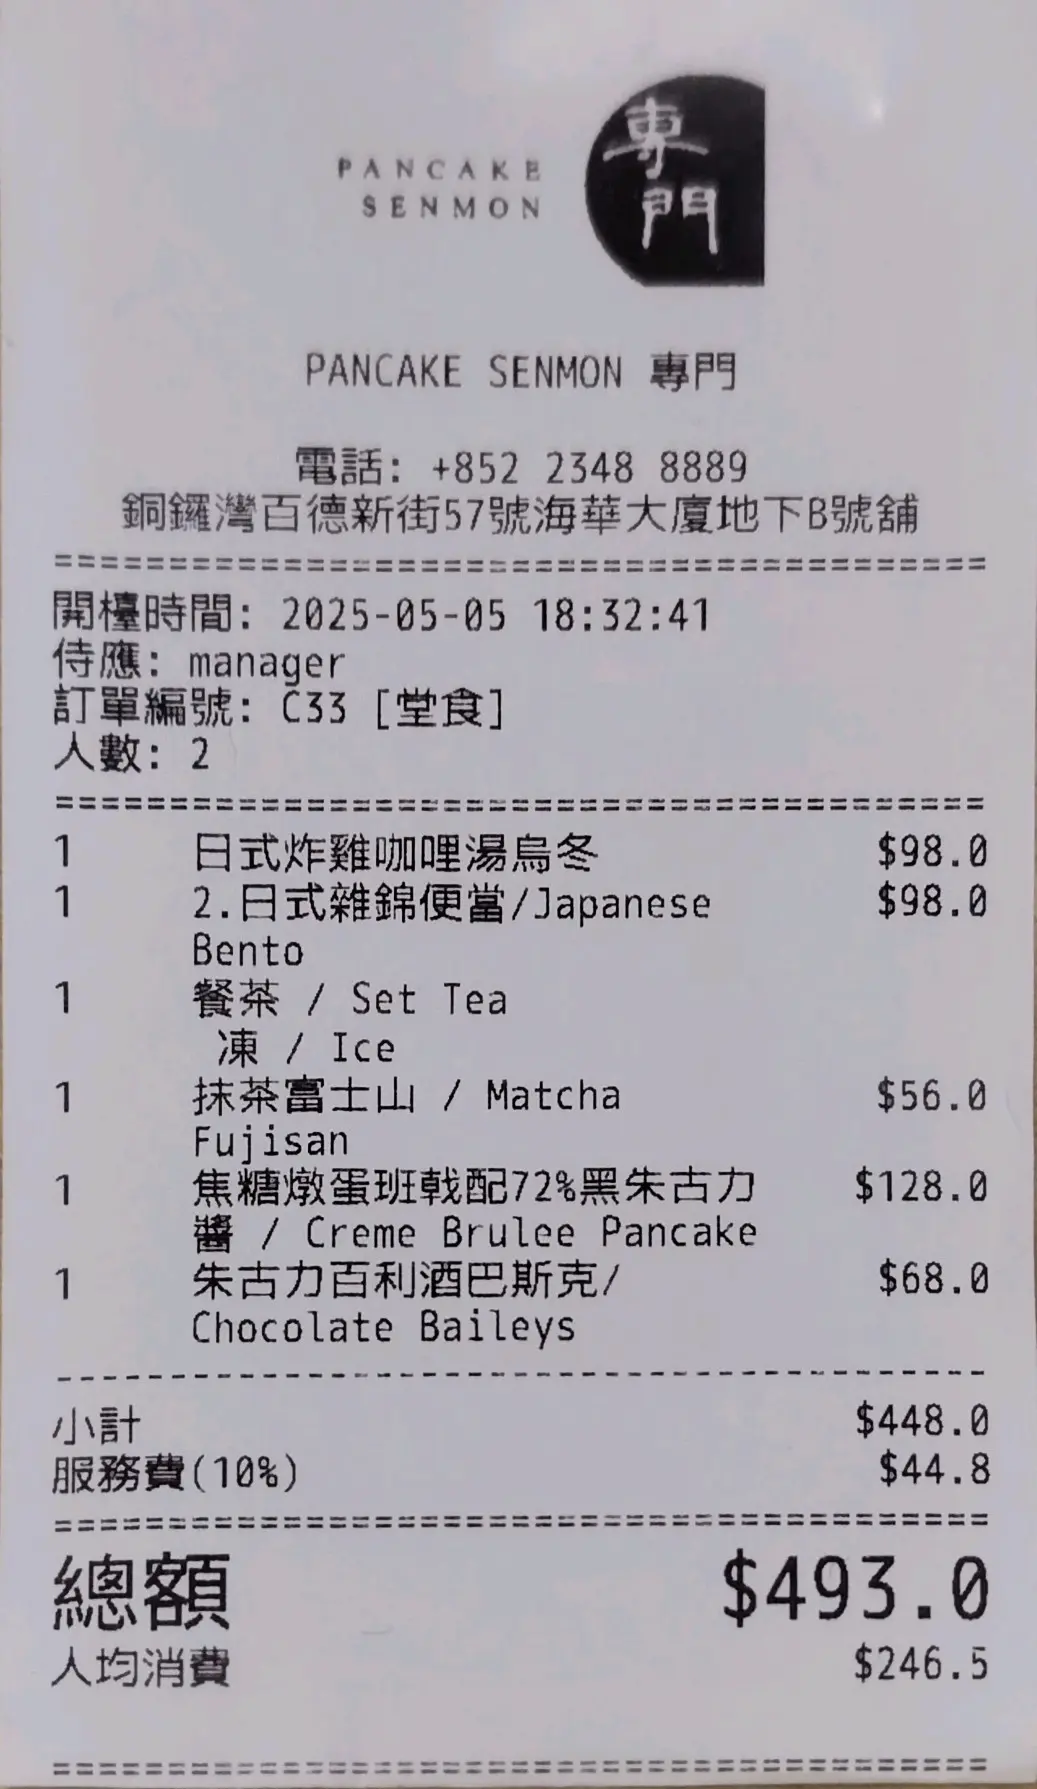 PANCAKE
SENMON
專門
PANCAKE SENMON 專門
電話: +852 2348 8889
銅鑼灣百德新街57號海華大廈地下B號舖
========================================
開檯時間: 2025-05-05 18:32:41
侍應: manager
訂單編號: C33 [堂食]
人數: 2
========================================
1 日式炸雞咖哩湯烏冬 $98.0
1 2.日式雜錦便當/Japanese $98.0
Bento
1 餐茶 / Set Tea
凍 / Ice
1 抹茶富士山 / Matcha $56.0
Fujisan
1 焦糖燉蛋班戟配72%黑朱古力 $128.0
醬 / Creme Brulee Pancake
1 朱古力百利酒巴斯克/ $68.0
Chocolate Baileys
----------------------------------------
小計 $448.0
服務費(10%) $44.8
========================================
總額 $493.0
人均消費 $246.5
========================================